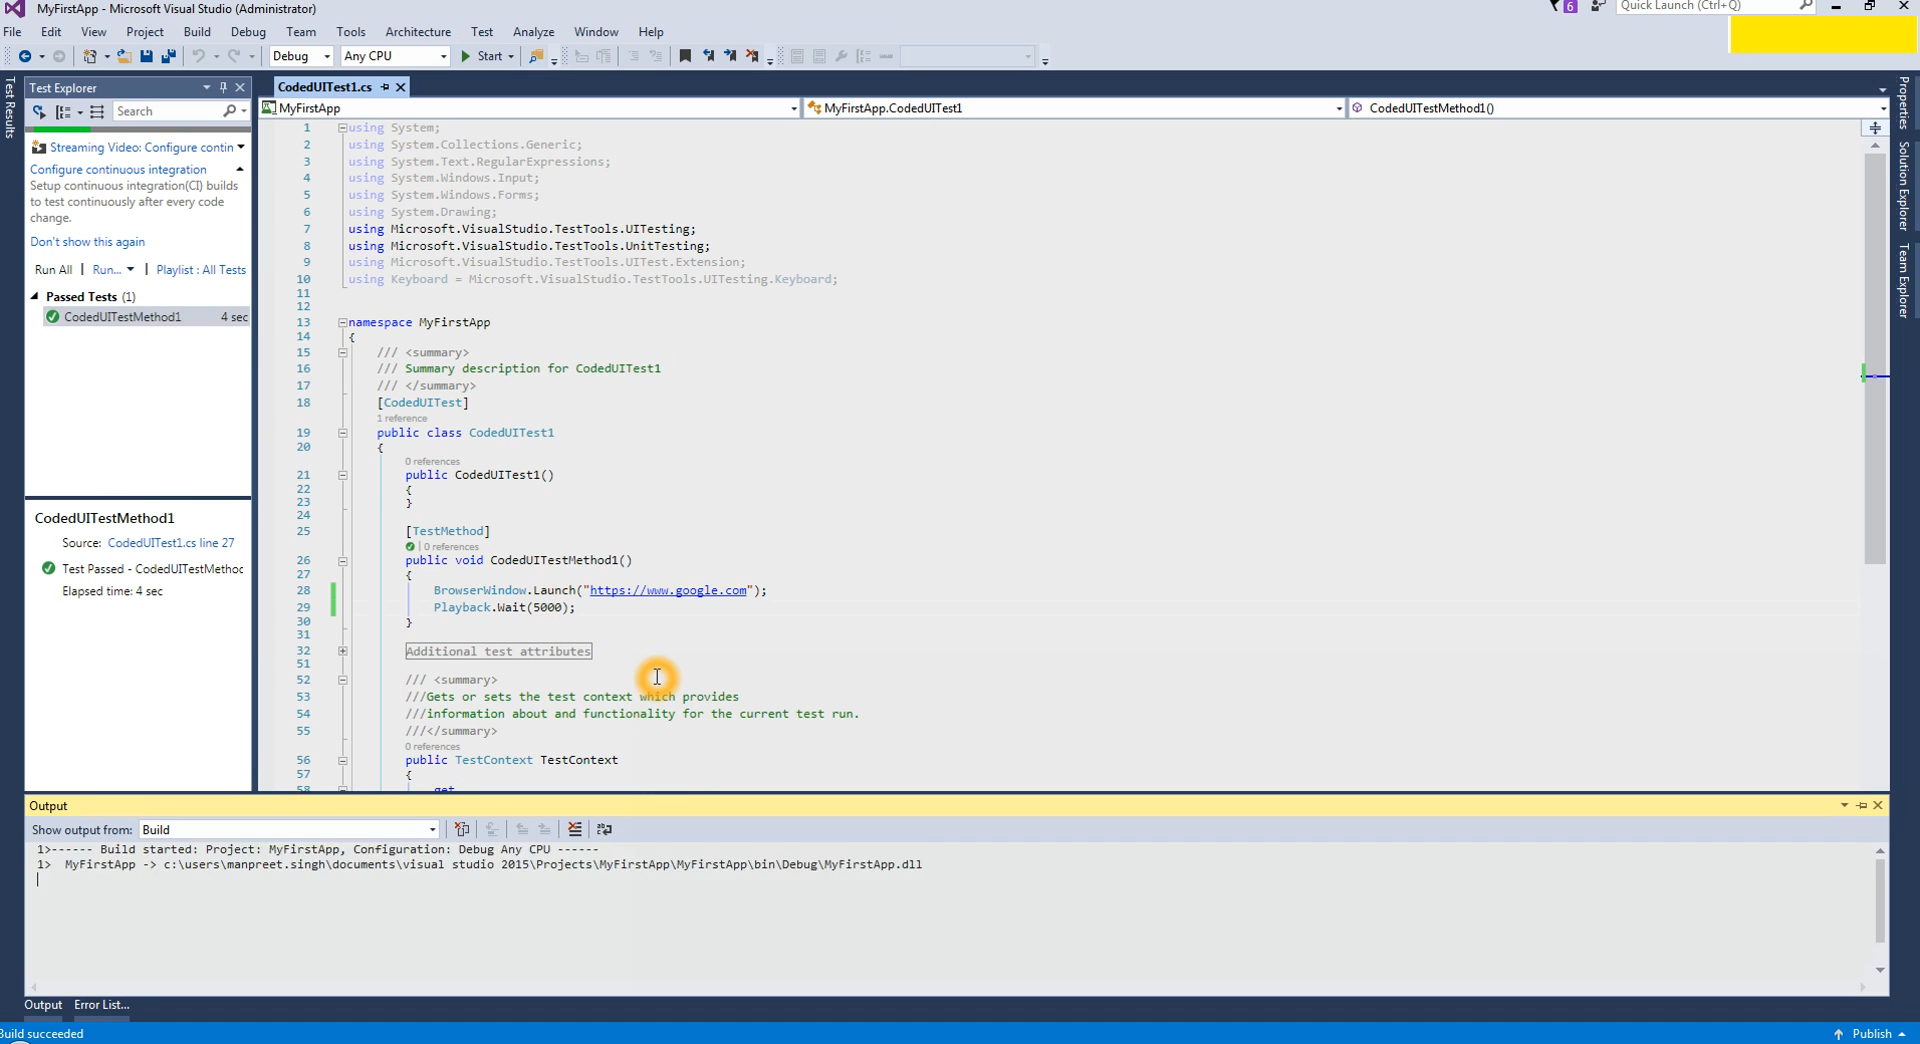 MyFirstApp - Microsoft Visual Studio (Administrator)
6
Quick Launch (Ctrl+Q)
File Edit View Project Build Debug Team Tools Architecture Test Analyze Window Help
Debug Any CPU Start
Test Results
Test Explorer
Search
Streaming Video: Configure contin
Configure continuous integration
Setup continuous integration(CI) builds
to test continuously after every code
change.
Don't show this again
Run All | Run... | Playlist : All Tests
Passed Tests (1)
CodedUITestMethod1 4 sec
CodedUITestMethod1
Source: CodedUITest1.cs line 27
Test Passed - CodedUITestMethod
Elapsed time: 4 sec
CodedUITest1.cs
MyFirstApp MyFirstApp.CodedUITest1 CodedUITestMethod1()
1 using System;
2 using System.Collections.Generic;
3 using System.Text.RegularExpressions;
4 using System.Windows.Input;
5 using System.Windows.Forms;
6 using System.Drawing;
7 using Microsoft.VisualStudio.TestTools.UITesting;
8 using Microsoft.VisualStudio.TestTools.UnitTesting;
9 using Microsoft.VisualStudio.TestTools.UITest.Extension;
10 using Keyboard = Microsoft.VisualStudio.TestTools.UITesting.Keyboard;
11
12
13 namespace MyFirstApp
14 {
15 /// <summary>
16 /// Summary description for CodedUITest1
17 /// </summary>
18 [CodedUITest]
1 reference
19 public class CodedUITest1
20 {
0 references
21 public CodedUITest1()
22 {
23 }
24
25 [TestMethod]
| 0 references
26 public void CodedUITestMethod1()
27 {
28 BrowserWindow.Launch("https://www.google.com");
29 Playback.Wait(5000);
30 }
31
32 Additional test attributes
51
52 /// <summary>
53 ///Gets or sets the test context which provides
54 ///information about and functionality for the current test run.
55 ///</summary>
0 references
56 public TestContext TestContext
57 {
58 get
Properties
Solution Explorer
Team Explorer
Output
Show output from: Build
1>------ Build started: Project: MyFirstApp, Configuration: Debug Any CPU ------
1> MyFirstApp -> c:\users\manpreet.singh\documents\visual studio 2015\Projects\MyFirstApp\MyFirstApp\bin\Debug\MyFirstApp.dll
Output Error List...
Build succeeded
Publish